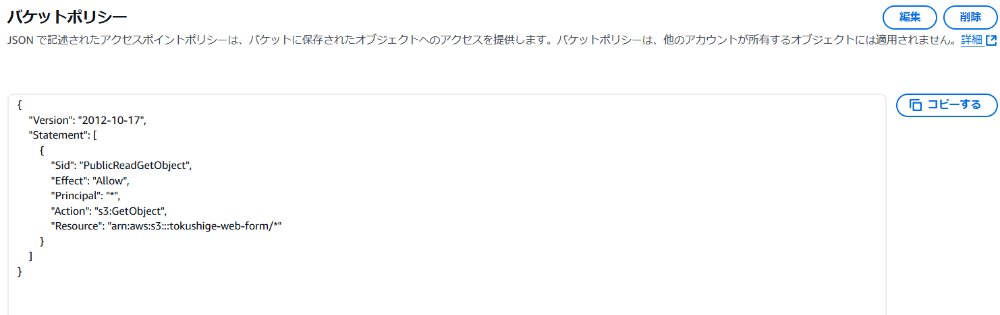 バケットポリシー
編集
削除
JSON で記述されたアクセスポイントポリシーは、バケットに保存されたオブジェクトへのアクセスを提供します。バケットポリシーは、他のアカウントが所有するオブジェクトには適用されません。詳細
コピーする
{
"Version": "2012-10-17",
"Statement": [
{
"Sid": "PublicReadGetObject",
"Effect": "Allow",
"Principal": "*",
"Action": "s3:GetObject",
"Resource": "arn:aws:s3:::tokushige-web-form/*"
}
]
}